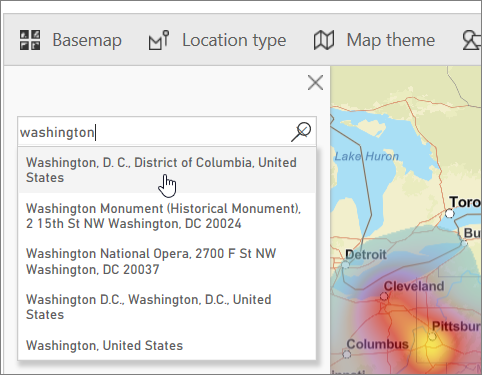 Basemap Location type Map theme
washington
Washington, D. C., District of Columbia, United
States
Washington Monument (Historical Monument),
2 15th St NW Washington, DC 20024
Washington National Opera, 2700 F St NW
Washington, DC 20037
Washington D.C., Washington, D.C., United
States
Washington, United States
Lake Huron
Toro
Bu
Detroit
Cleveland
Pittsbur
Columbus